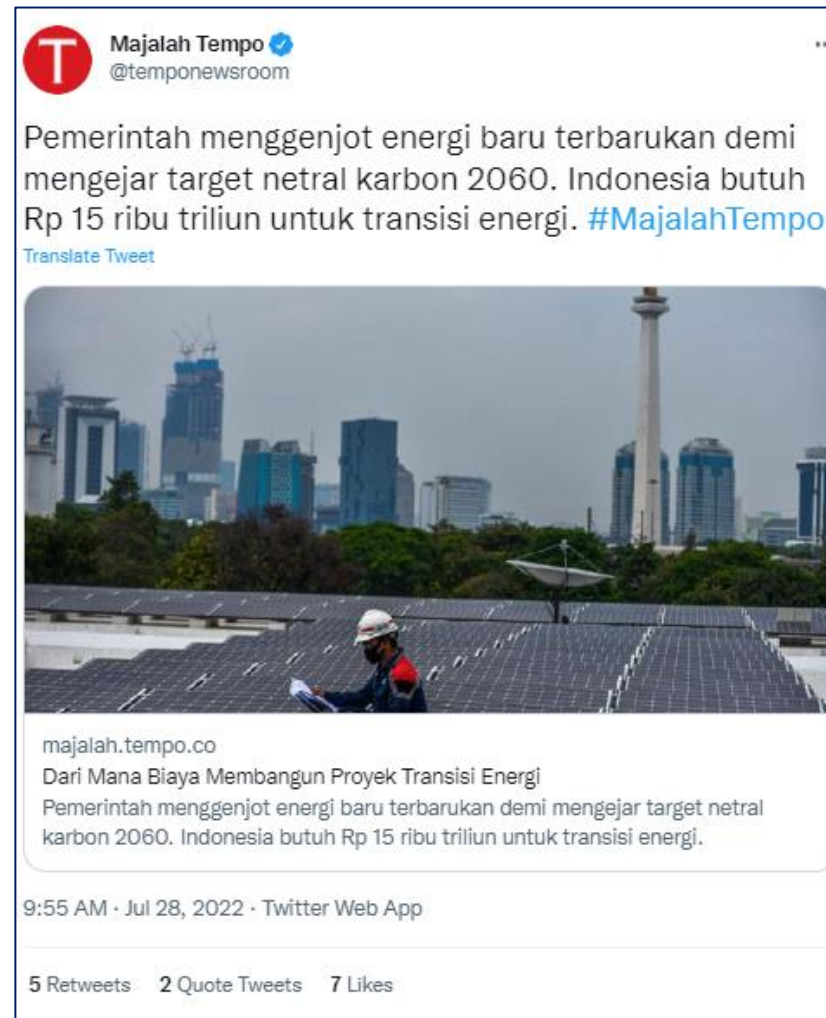 Majalah Tempo
@temponewsroom
Pemerintah menggenjot energi baru terbarukan demi
mengejar target netral karbon 2060. Indonesia butuh
Rp 15 ribu triliun untuk transisi energi. #MajalahTempo
Translate Tweet
majalah.tempo.co
Dari Mana Biaya Membangun Proyek Transisi Energi
Pemerintah menggenjot energi baru terbarukan demi mengejar target netral
karbon 2060. Indonesia butuh Rp 15 ribu triliun untuk transisi energi.
9:55 AM · Jul 28, 2022 · Twitter Web App
5 Retweets 2 Quote Tweets 7 Likes